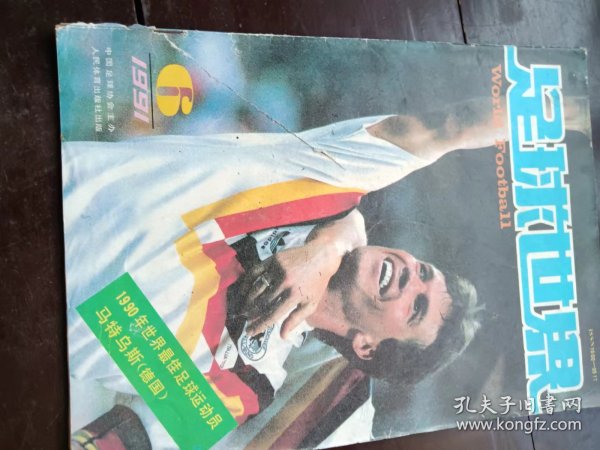 足球世界
World Football
6
1991
中国足球协会主办
人民体育出版社出版
1990年世界最佳足球运动员
马特乌斯(德国)
孔夫子旧书网
www.kongfz.com